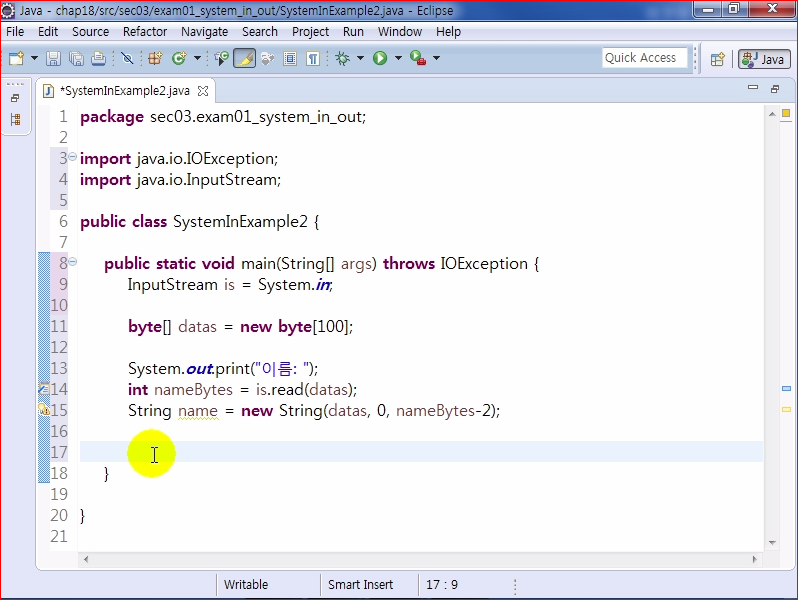 Java - chap18/src/sec03/exam01_system_in_out/SystemInExample2.java - Eclipse
File Edit Source Refactor Navigate Search Project Run Window Help
Quick Access
Java
*SystemInExample2.java
1 package sec03.exam01_system_in_out;
2
3 import java.io.IOException;
4 import java.io.InputStream;
5
6 public class SystemInExample2 {
7
8 public static void main(String[] args) throws IOException {
9 InputStream is = System.in;
10
11 byte[] datas = new byte[100];
12
13 System.out.print("이름: ");
14 int nameBytes = is.read(datas);
15 String name = new String(datas, 0, nameBytes-2);
16
17
18 }
19
20 }
21
Writable Smart Insert 17 : 9